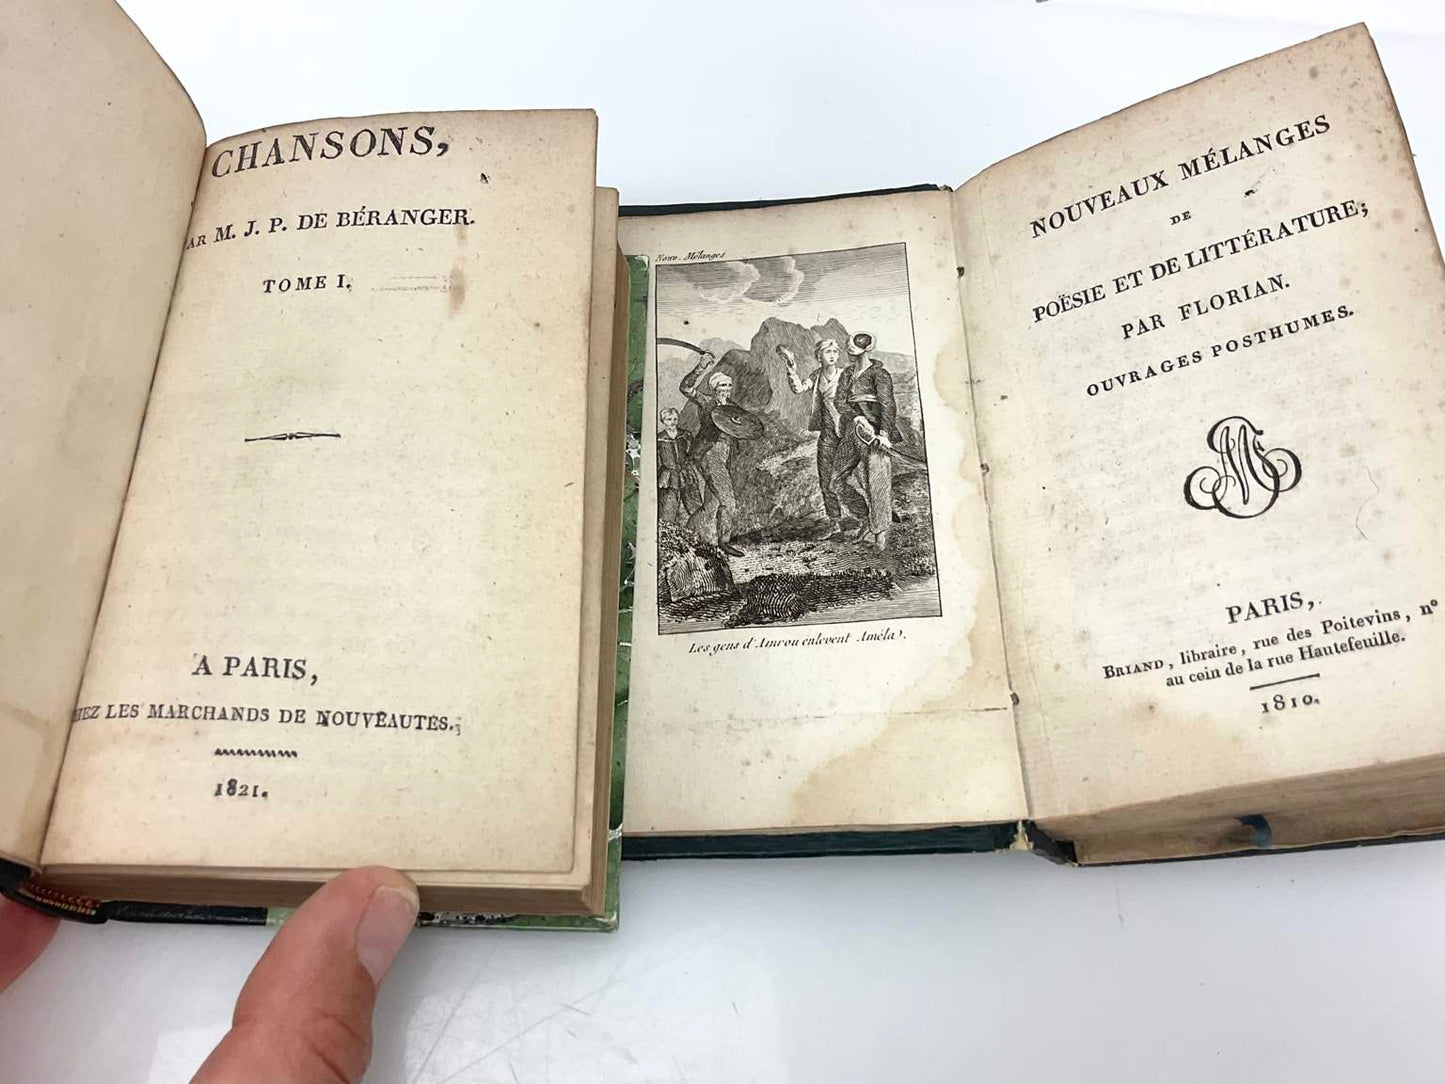 CHANSONS,
AR M. J. P. DE BÉRANGER.
TOME I.
A PARIS,
EZ LES MARCHANDS DE NOUVEAUTÉS.
1821.
Nouv. Mélanges
Les gens d'Amrou enlevent Améla.
NOUVEAUX MÉLANGES
DE
POËSIE ET DE LITTÉRATURE;
PAR FLORIAN.
OUVRAGES POSTHUMES.
PARIS,
BRIAND, libraire, rue des Poitevins, n°
au coin de la rue Hautefeuille.
1810.